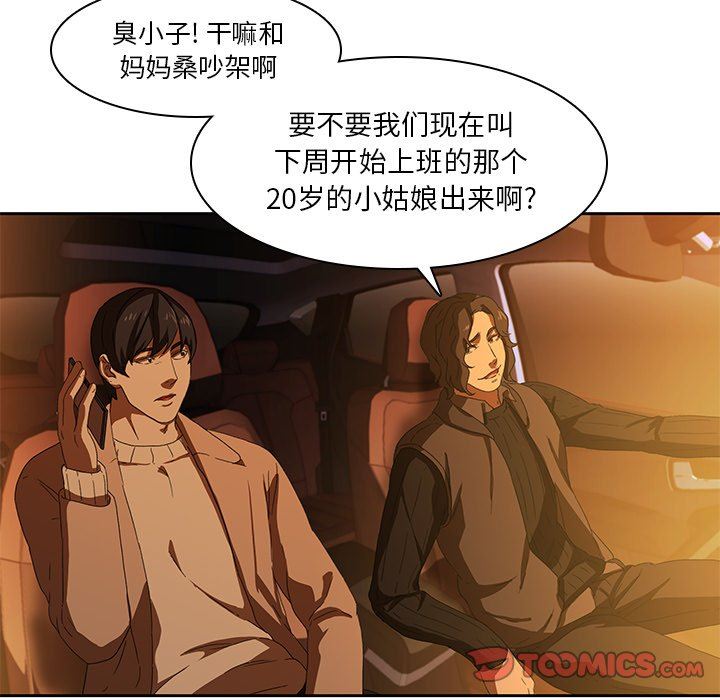 臭小子! 干嘛和
妈妈桑吵架啊
要不要我们现在叫
下周开始上班的那个
20岁的小姑娘出来啊?
TOOMICS.COM